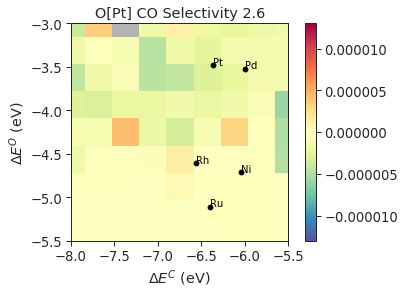 O[Pt] CO Selectivity 2.6
−3.0
−3.5
−4.0
−4.5
−5.0
−5.5
ΔE^O (eV)
Pt
Pd
Rh
Ni
Ru
−8.0 −7.5 −7.0 −6.5 −6.0 −5.5
ΔE^C (eV)
0.000010
0.000005
0.000000
−0.000005
−0.000010